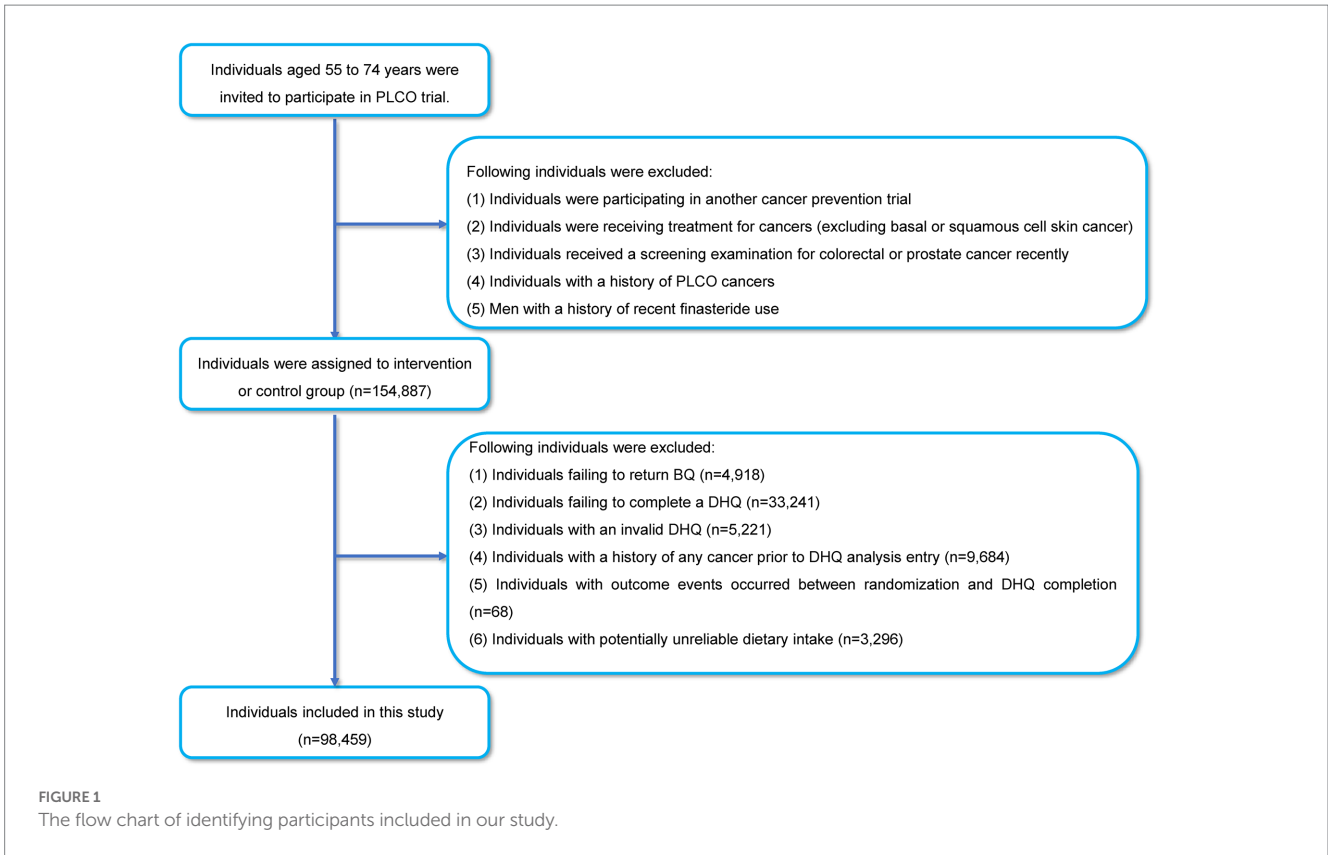 Individuals aged 55 to 74 years were
invited to participate in PLCO trial.
Following individuals were excluded:
(1) Individuals were participating in another cancer prevention trial
(2) Individuals were receiving treatment for cancers (excluding basal or squamous cell skin cancer)
(3) Individuals received a screening examination for colorectal or prostate cancer recently
(4) Individuals with a history of PLCO cancers
(5) Men with a history of recent finasteride use
Individuals were assigned to intervention
or control group (n=154,887)
Following individuals were excluded:
(1) Individuals failing to return BQ (n=4,918)
(2) Individuals failing to complete a DHQ (n=33,241)
(3) Individuals with an invalid DHQ (n=5,221)
(4) Individuals with a history of any cancer prior to DHQ analysis entry (n=9,684)
(5) Individuals with outcome events occurred between randomization and DHQ completion
(n=68)
(6) Individuals with potentially unreliable dietary intake (n=3,296)
Individuals included in this study
(n=98,459)
FIGURE 1
The flow chart of identifying participants included in our study.